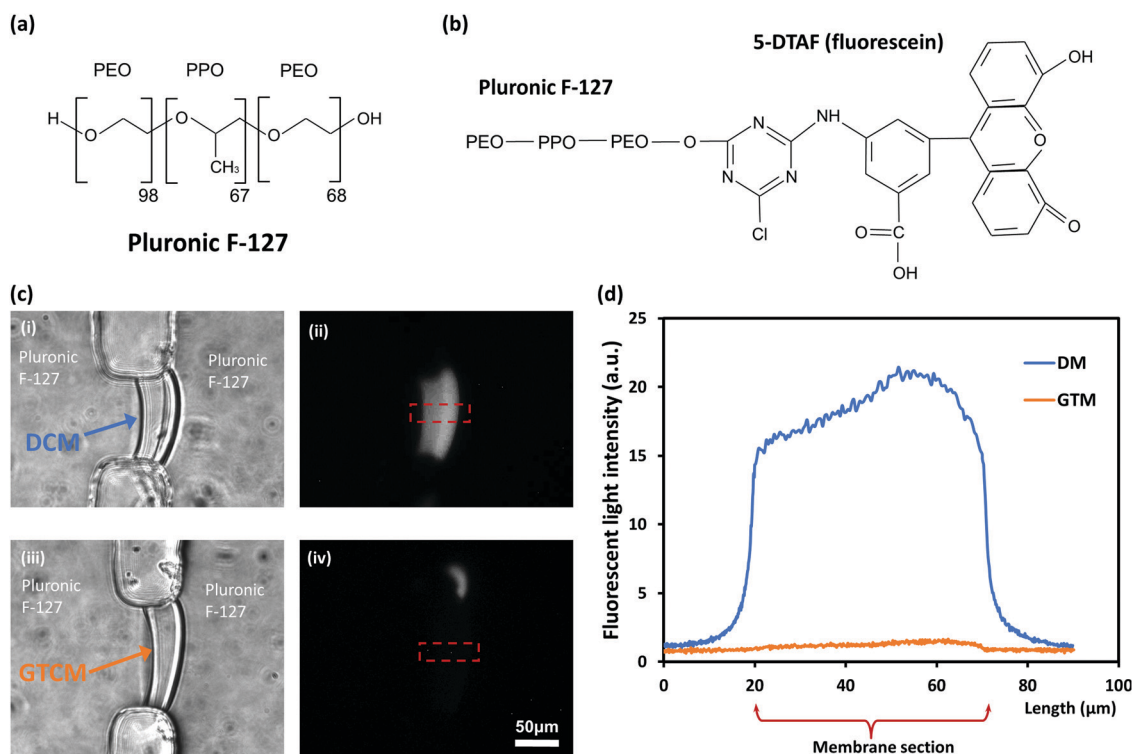 (a)
PEO PPO PEO
H O O O OH
CH3
98 67 68
Pluronic F-127
(b)
5-DTAF (fluorescein)
Pluronic F-127
PEO PPO PEO O
N N N
NH
Cl
O C
OH
OH
O
O
(c)
(i)
Pluronic
F-127
Pluronic
F-127
DCM
(ii)
(iii)
Pluronic
F-127
Pluronic
F-127
GTCM
(iv)
50μm
(d)
Fluorescent light intensity (a.u.)
25
20
15
10
5
0
DM
GTM
0 20 40 60 80 100
Length (μm)
Membrane section